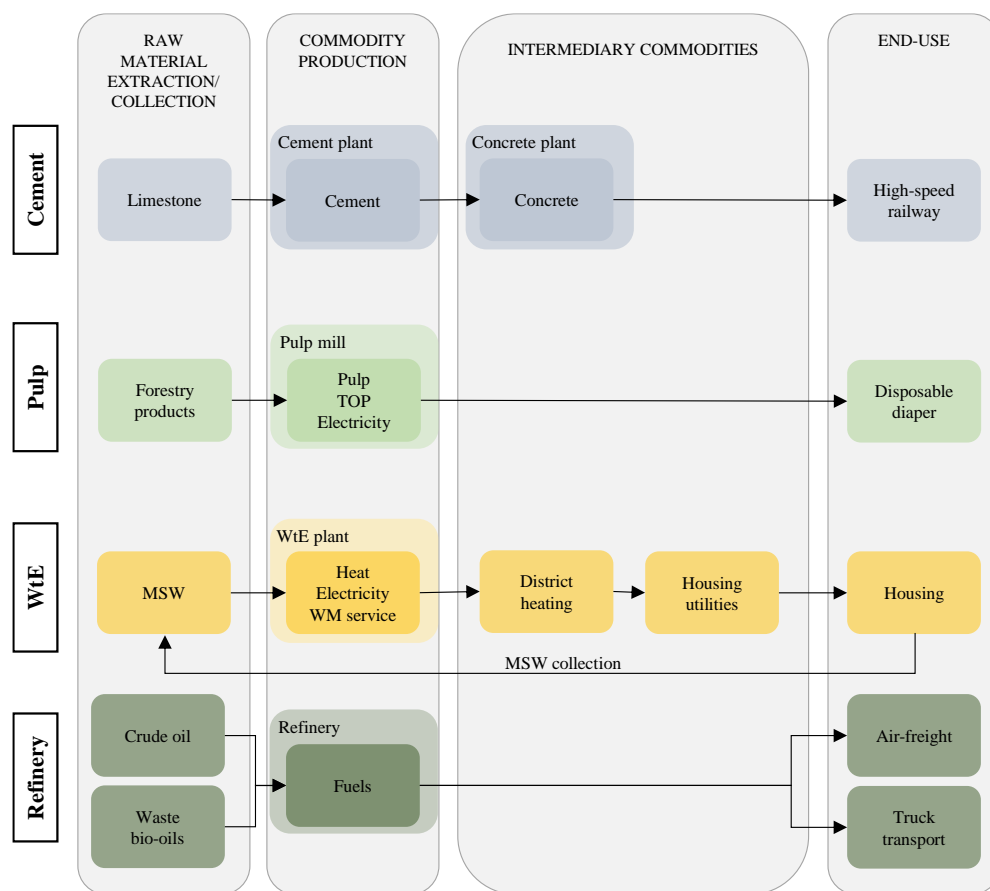 RAW
MATERIAL
EXTRACTION/
COLLECTION
COMMODITY
PRODUCTION
INTERMEDIARY COMMODITIES
END-USE
Cement
Limestone
Cement plant
Cement
Concrete plant
Concrete
High-speed
railway
Pulp
Forestry
products
Pulp mill
Pulp
TOP
Electricity
Disposable
diaper
WtE
MSW
WtE plant
Heat
Electricity
WM service
District
heating
Housing
utilities
Housing
MSW collection
Refinery
Crude oil
Waste
bio-oils
Refinery
Fuels
Air-freight
Truck
transport